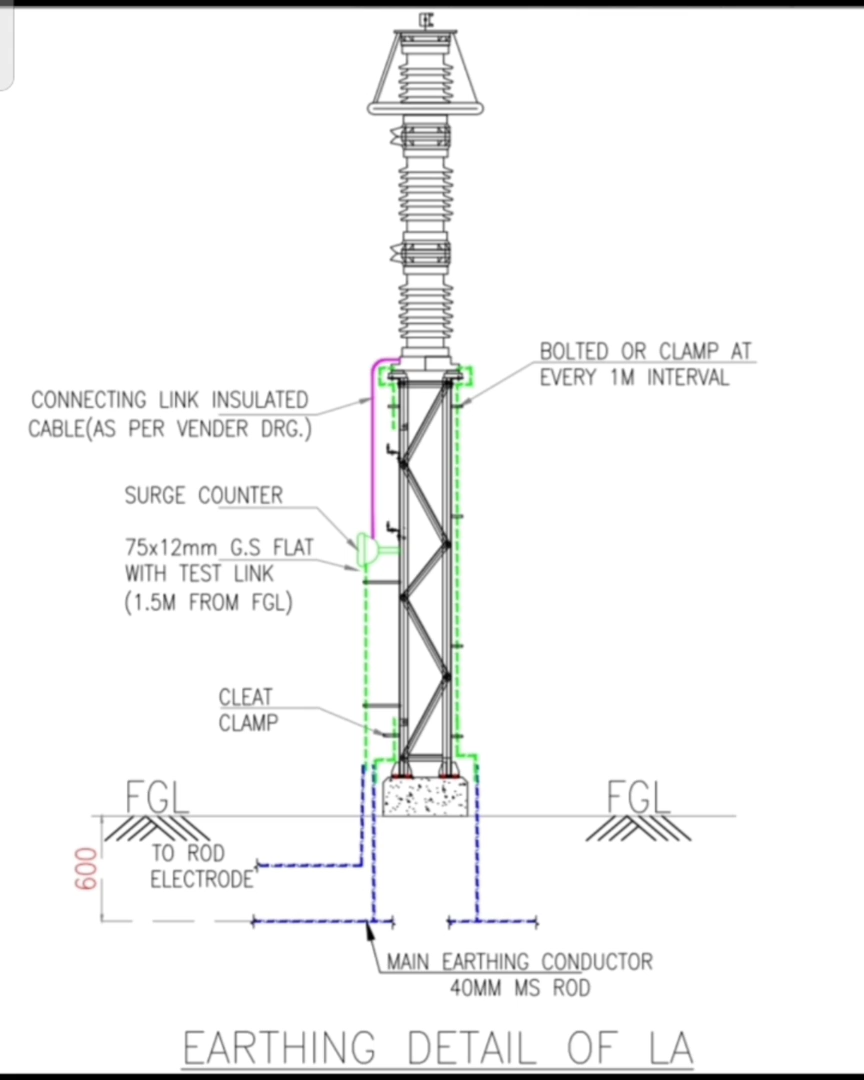 BOLTED OR CLAMP AT
EVERY 1M INTERVAL
CONNECTING LINK INSULATED
CABLE(AS PER VENDER DRG.)
SURGE COUNTER
75x12mm G.S FLAT
WITH TEST LINK
(1.5M FROM FGL)
CLEAT
CLAMP
FGL
FGL
600
TO ROD
ELECTRODE
MAIN EARTHING CONDUCTOR
40MM MS ROD
EARTHING DETAIL OF LA